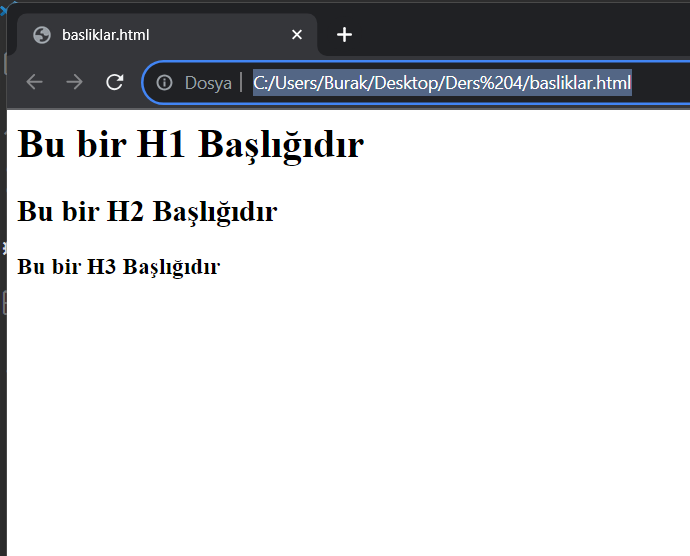 basliklar.html
Dosya C:/Users/Burak/Desktop/Ders%204/basliklar.html
Bu bir H1 Başlığıdır
Bu bir H2 Başlığıdır
Bu bir H3 Başlığıdır